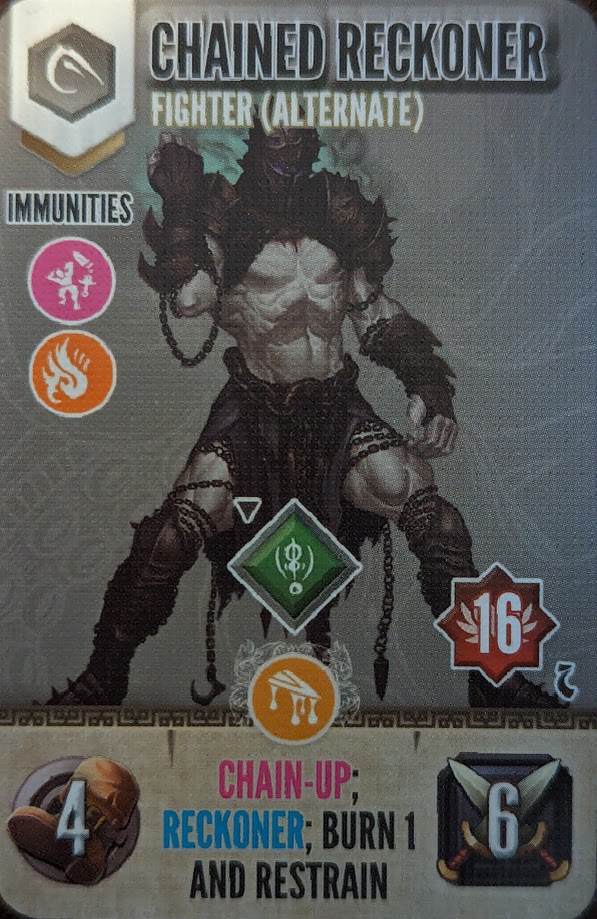 CHAINED RECKONER
FIGHTER (ALTERNATE)
IMMUNITIES
16
4
CHAIN-UP;
RECKONER; BURN 1
AND RESTRAIN
6